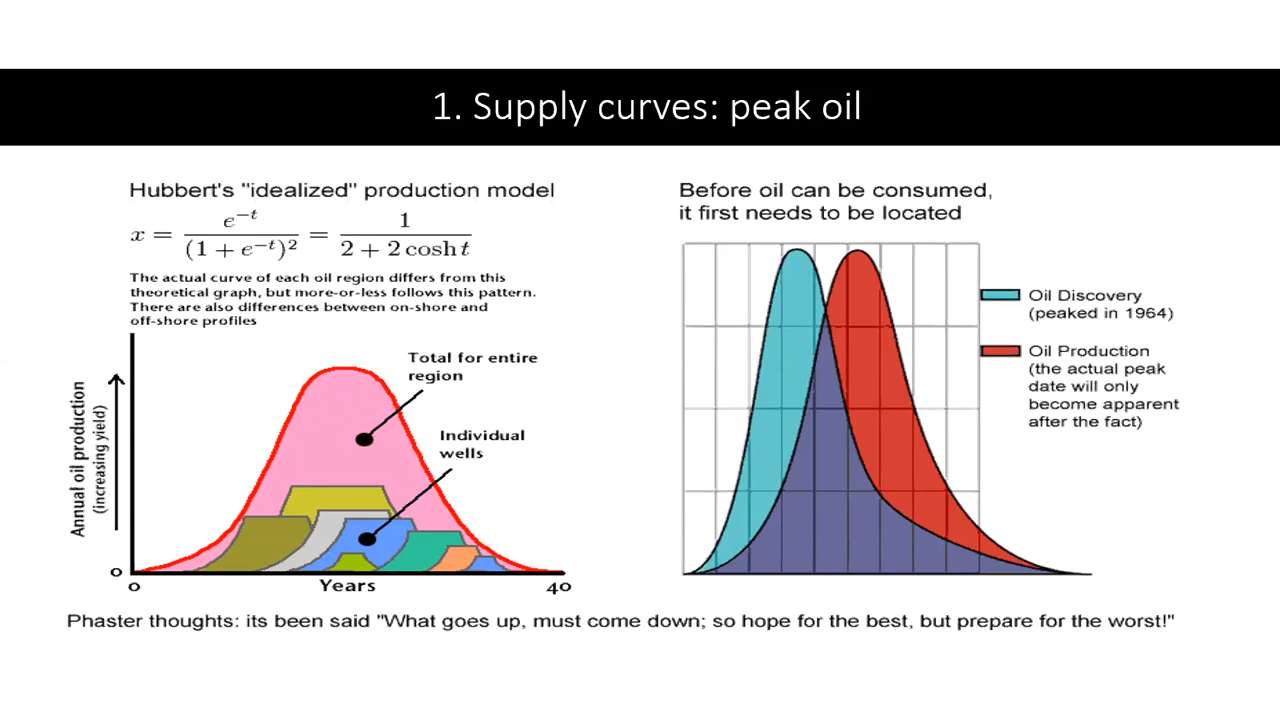 1. Supply curves: peak oil
Hubbert's "idealized" production model
x = e^{-t} / (1 + e^{-t})^2 = 1 / (2 + 2 cosh t)
The actual curve of each oil region differs from this
theoretical graph, but more-or-less follows this pattern.
There are also differences between on-shore and
off-shore profiles
Total for entire
region
Individual
wells
Annual oil production
(increasing yield)
0
0
Years
40
Before oil can be consumed,
it first needs to be located
Oil Discovery
(peaked in 1964)
Oil Production
(the actual peak
date will only
become apparent
after the fact)
Phaster thoughts: its been said "What goes up, must come down; so hope for the best, but prepare for the worst!"